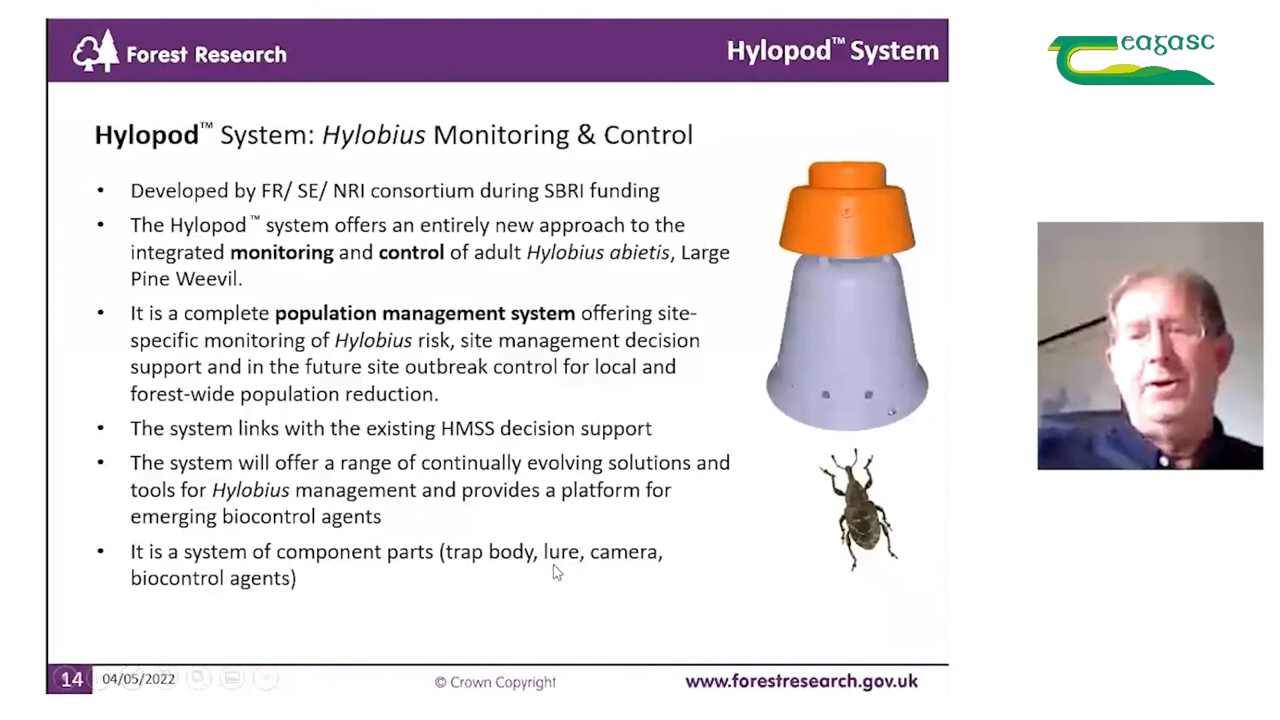 Forest Research
Hylopod™ System
eagasc
Hylopod™ System: Hylobius Monitoring & Control
• Developed by FR/ SE/ NRI consortium during SBRI funding
• The Hylopod™ system offers an entirely new approach to the
integrated monitoring and control of adult Hylobius abietis, Large
Pine Weevil.
• It is a complete population management system offering site-
specific monitoring of Hylobius risk, site management decision
support and in the future site outbreak control for local and
forest-wide population reduction.
• The system links with the existing HMSS decision support
• The system will offer a range of continually evolving solutions and
tools for Hylobius management and provides a platform for
emerging biocontrol agents
• It is a system of component parts (trap body, lure, camera,
biocontrol agents)
14
04/05/2022
© Crown Copyright
www.forestresearch.gov.uk